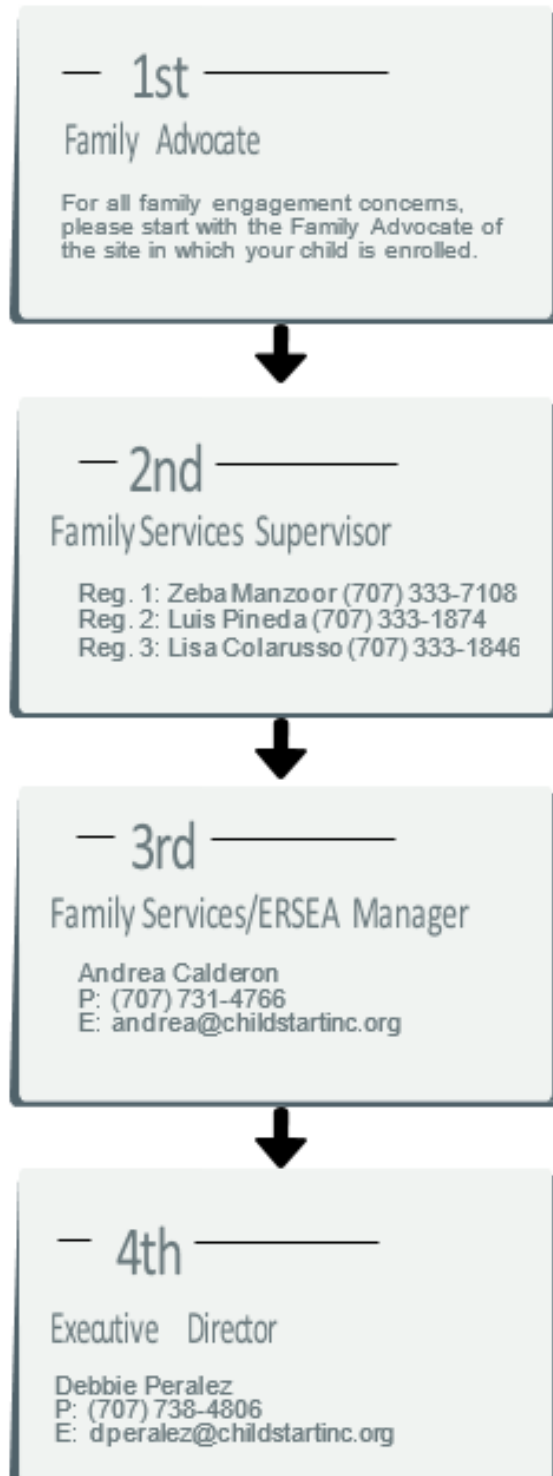 1st
Family Advocate
For all family engagement concerns,
please start with the Family Advocate of
the site in which your child is enrolled.
2nd
Family Services Supervisor
Reg. 1: Zeba Manzoor (707) 333-7108
Reg. 2: Luis Pineda (707) 333-1874
Reg. 3: Lisa Colarusso (707) 333-1846
3rd
Family Services/ERSEA Manager
Andrea Calderon
P: (707) 731-4766
E: andrea@childstartinc.org
4th
Executive Director
Debbie Peralez
P: (707) 738-4806
E: dperalez@childstartinc.org